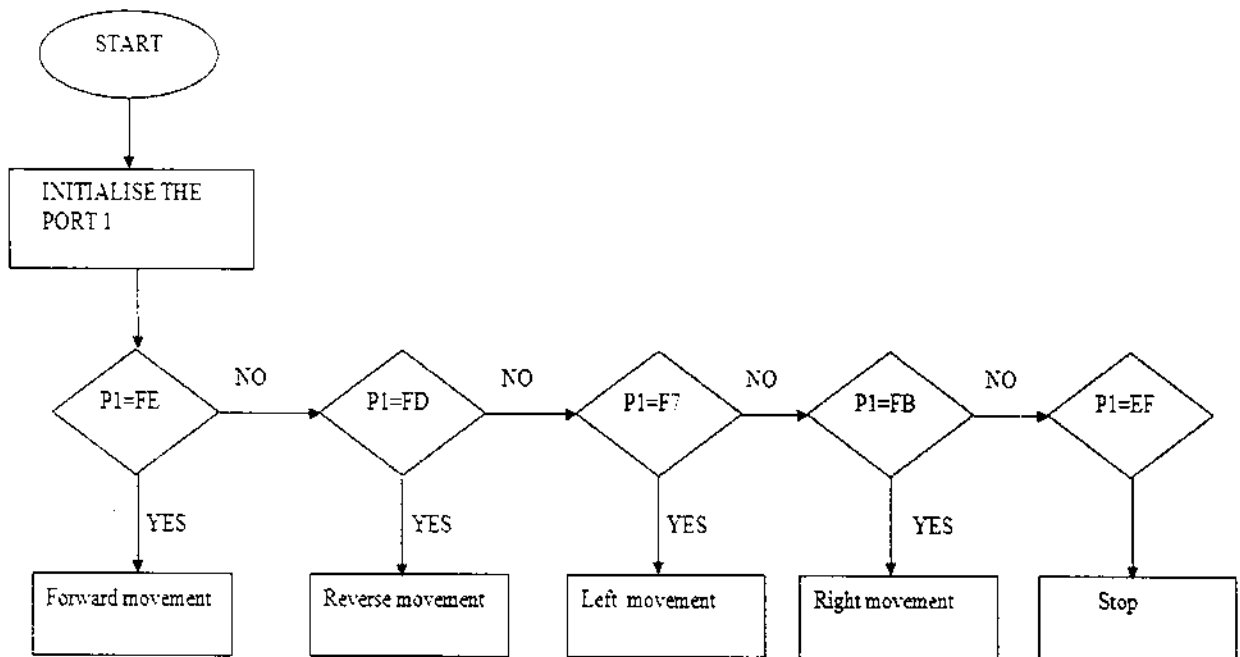 START
INITIALISE THE
PORT 1
P1=FE
NO
P1=FD
NO
P1=F7
NO
P1=FB
NO
P1=EF
YES
YES
YES
YES
Forward movement
Reverse movement
Left movement
Right movement
Stop